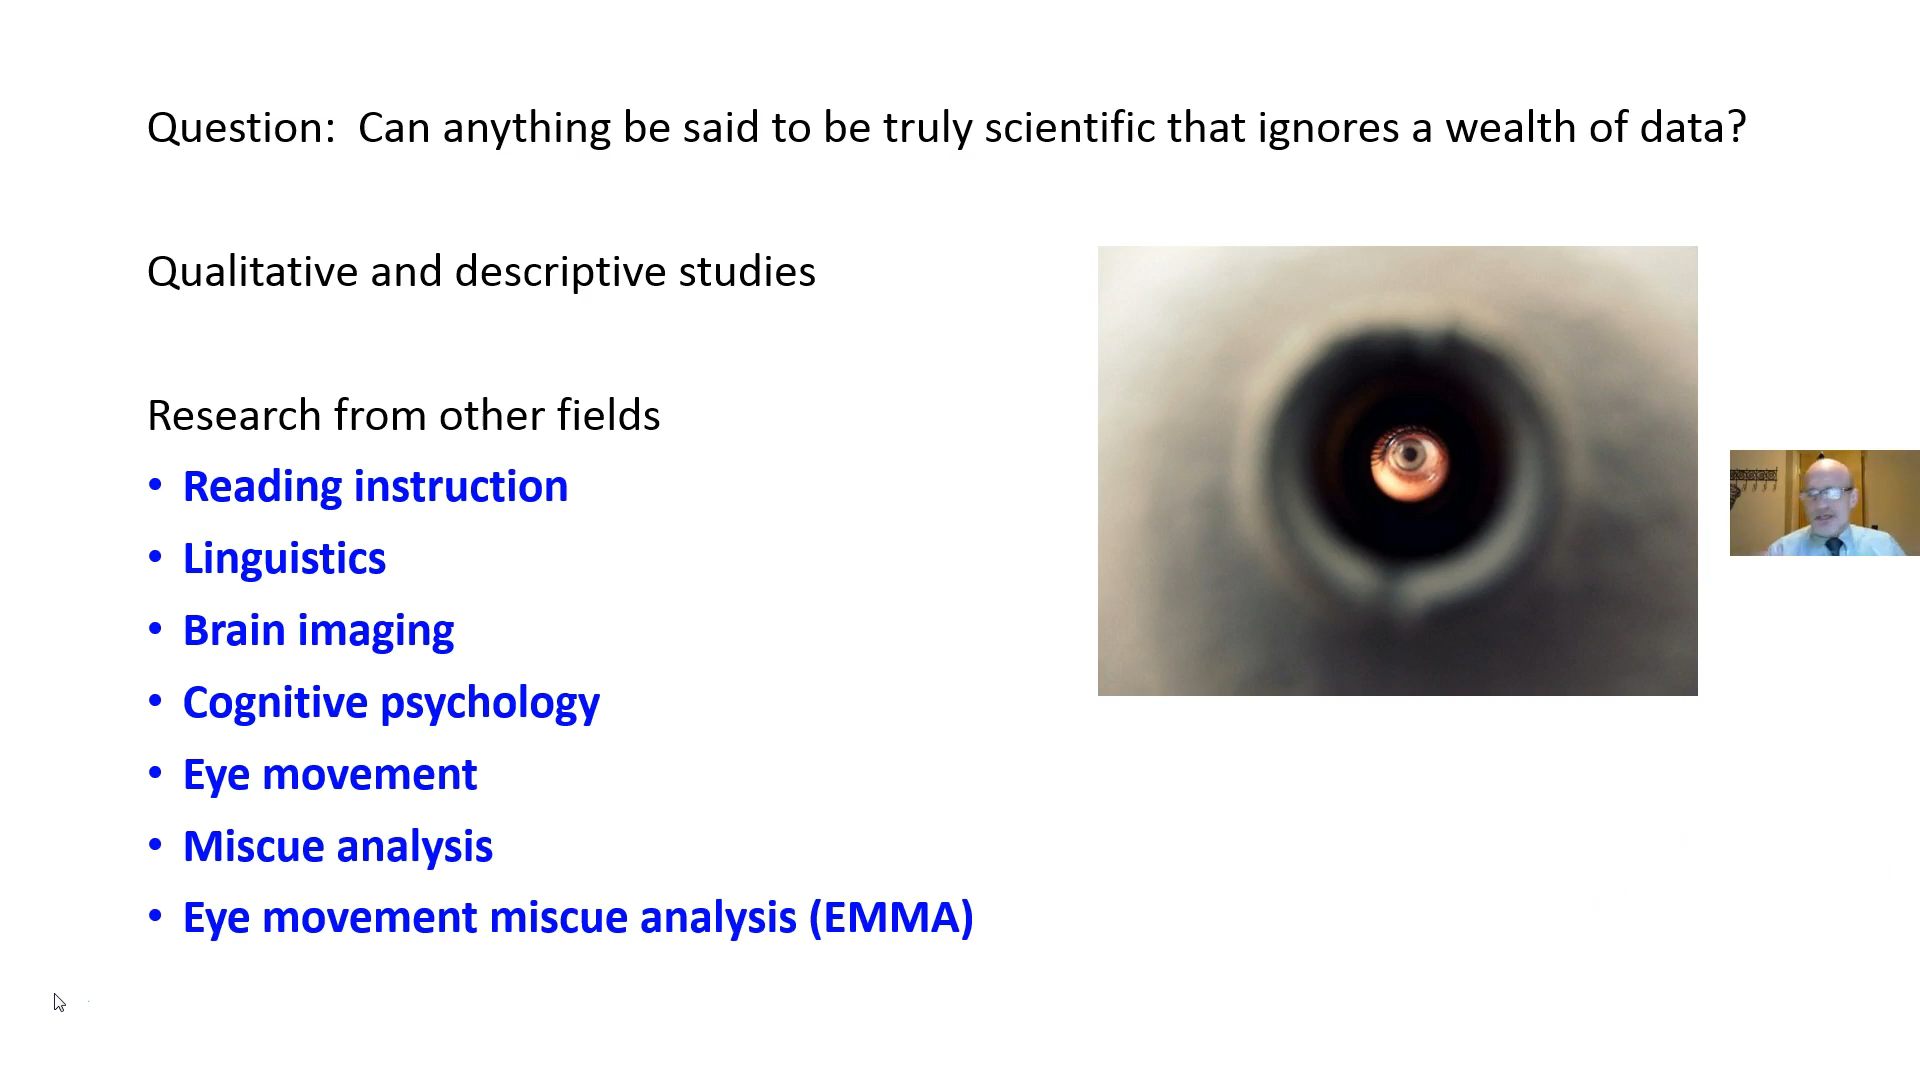 Question:  Can anything be said to be truly scientific that ignores a wealth of data?
Qualitative and descriptive studies
Research from other fields
• Reading instruction
• Linguistics
• Brain imaging
• Cognitive psychology
• Eye movement
• Miscue analysis
• Eye movement miscue analysis (EMMA)